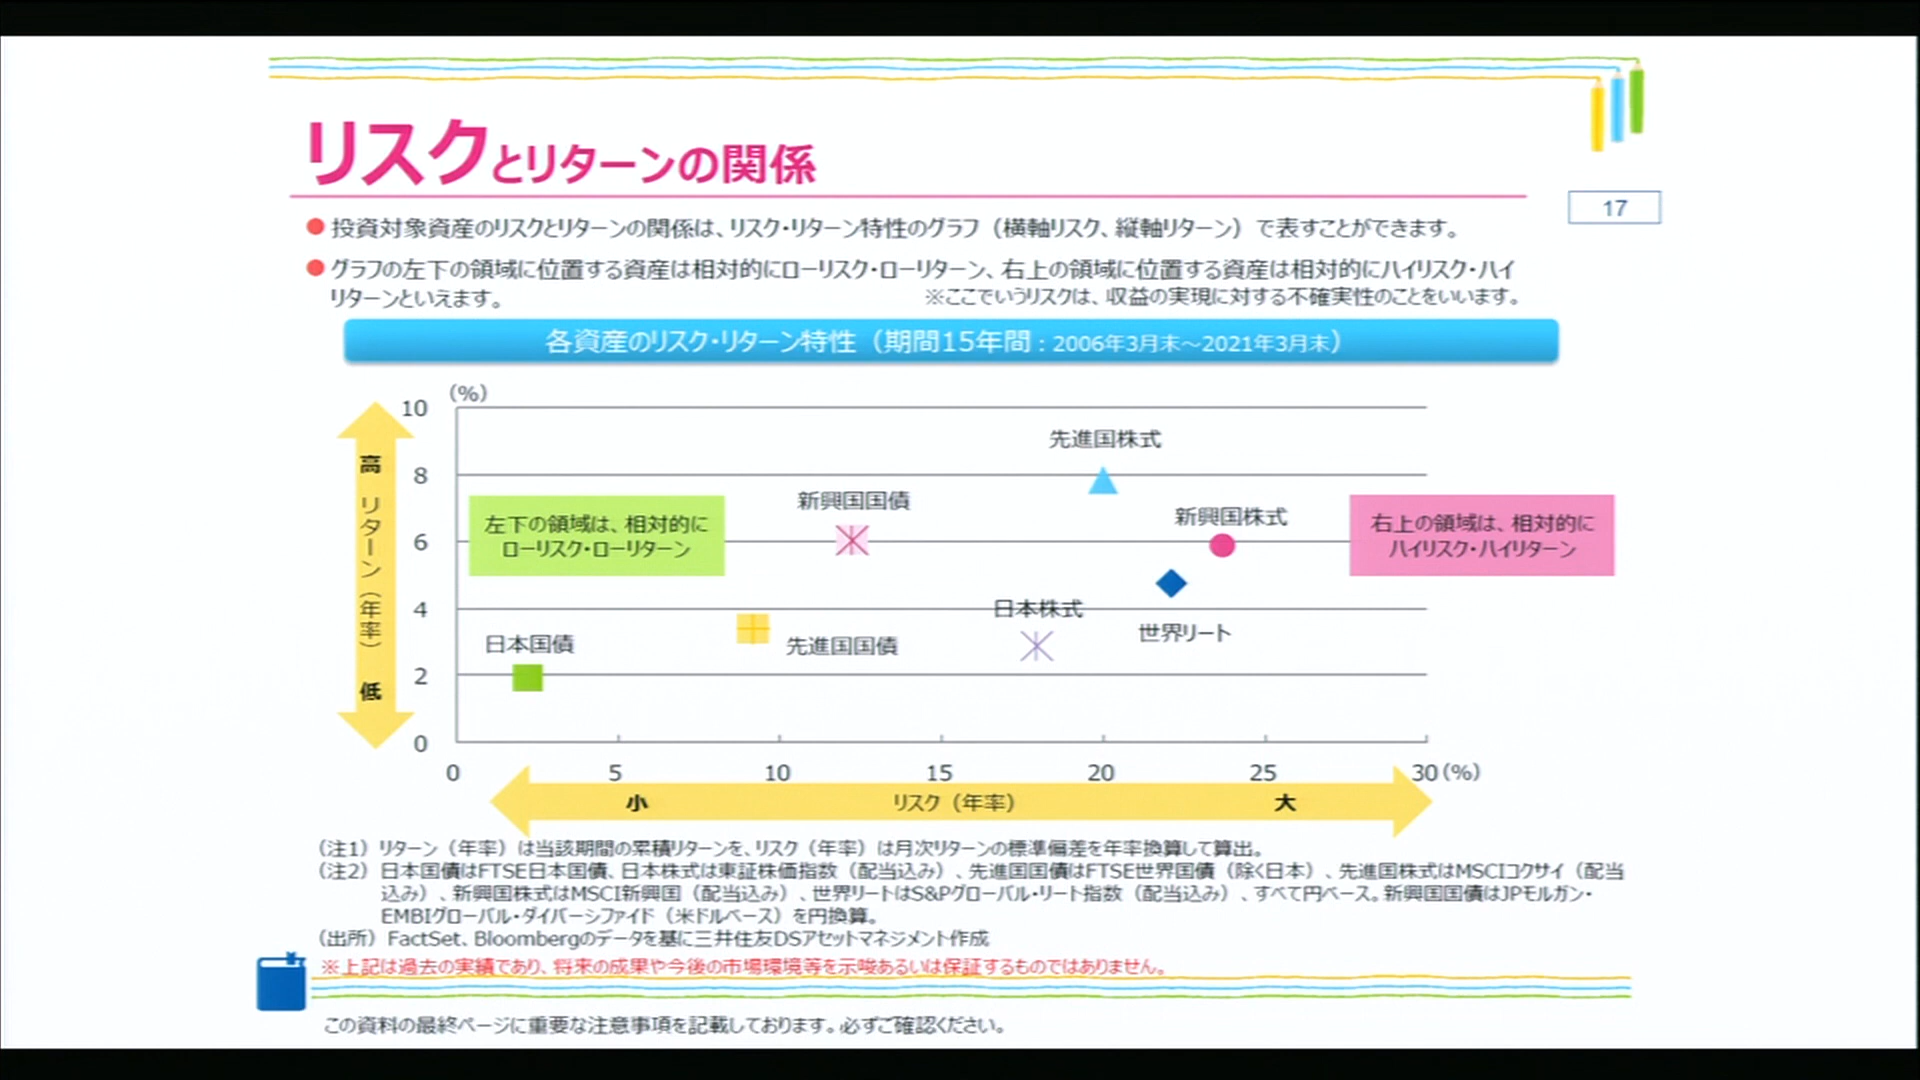 リスクとリターンの関係
17
●投資対象資産のリスクとリターンの関係は、リスク・リターン特性のグラフ（横軸リスク、縦軸リターン）で表すことができます。
●グラフの左下の領域に位置する資産は相対的にローリスク・ローリターン、右上の領域に位置する資産は相対的にハイリスク・ハイ
リターンといえます。
※ここでいうリスクは、収益の実現に対する不確実性のことをいいます。
各資産のリスク・リターン特性（期間15年間：2006年3月末～2021年3月末）
(%)
10
8
6
4
2
0
高
リターン（年率）
低
先進国株式
新興国国債
新興国株式
左下の領域は、相対的に
ローリスク・ローリターン
右上の領域は、相対的に
ハイリスク・ハイリターン
日本株式
世界リート
先進国国債
日本国債
0 5 10 15 20 25 30(%)
小 リスク（年率） 大
（注1）リターン（年率）は当該期間の累積リターンを、リスク（年率）は月次リターンの標準偏差を年率換算して算出。
（注2）日本国債はFTSE日本国債、日本株式は東証株価指数（配当込み）、先進国国債はFTSE世界国債（除く日本）、先進国株式はMSCIコクサイ（配当
込み）、新興国株式はMSCI新興国（配当込み）、世界リートはS&Pグローバル・リート指数（配当込み）、すべて円ベース。新興国国債はJPモルガン・
EMBIグローバル・ダイバーシファイド（米ドルベース）を円換算。
（出所）FactSet、Bloombergのデータを基に三井住友DSアセットマネジメント作成
※上記は過去の実績であり、将来の成果や今後の市場環境等を示唆あるいは保証するものではありません。
この資料の最終ページに重要な注意事項を記載しております。必ずご確認ください。